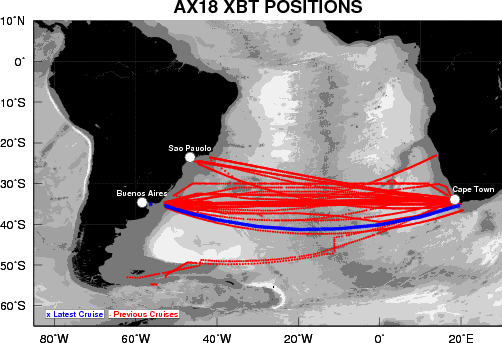 AX18 XBT POSITIONS
10°N
0°
10°S
20°S
30°S
40°S
50°S
60°S
Sao Pauolo
Buenos Aires
Cape Town
x Latest Cruise - Previous Cruises
80°W 60°W 40°W 20°W 0° 20°E